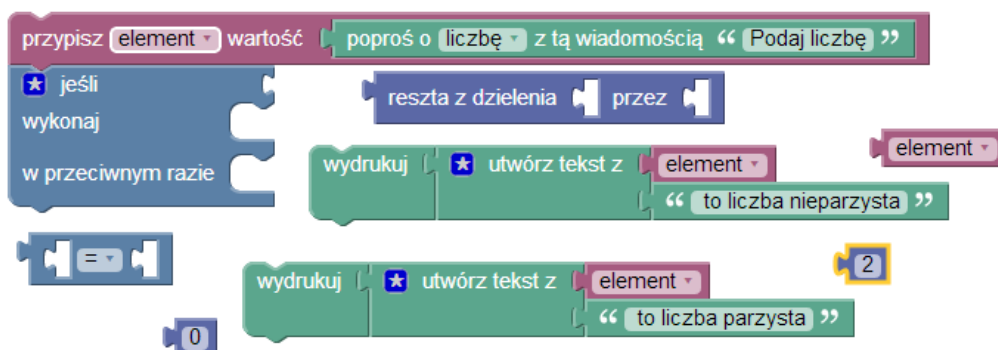 przypisz element wartość poproś o liczbę z tą wiadomością “ Podaj liczbę ”
jeśli
wykonaj
w przeciwnym razie
reszta z dzielenia przez
element
wydrukuj utwórz tekst z element
“ to liczba nieparzysta ”
=
2
wydrukuj utwórz tekst z element
“ to liczba parzysta ”
0